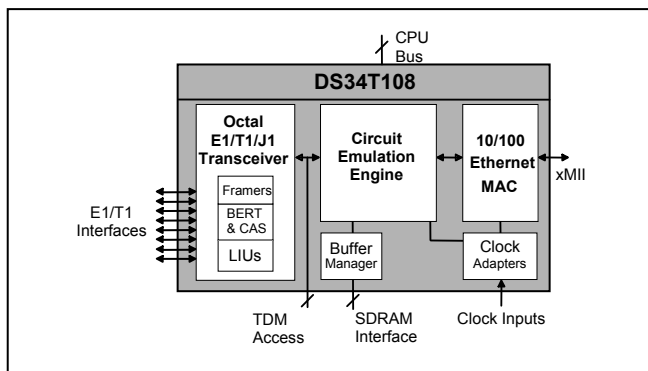 CPU
Bus
DS34T108
Octal
E1/T1/J1
Transceiver
Framers
BERT
& CAS
LIUs
Circuit
Emulation
Engine
10/100
Ethernet
MAC
xMII
E1/T1
Interfaces
Buffer
Manager
Clock
Adapters
TDM
Access
SDRAM
Interface
Clock Inputs